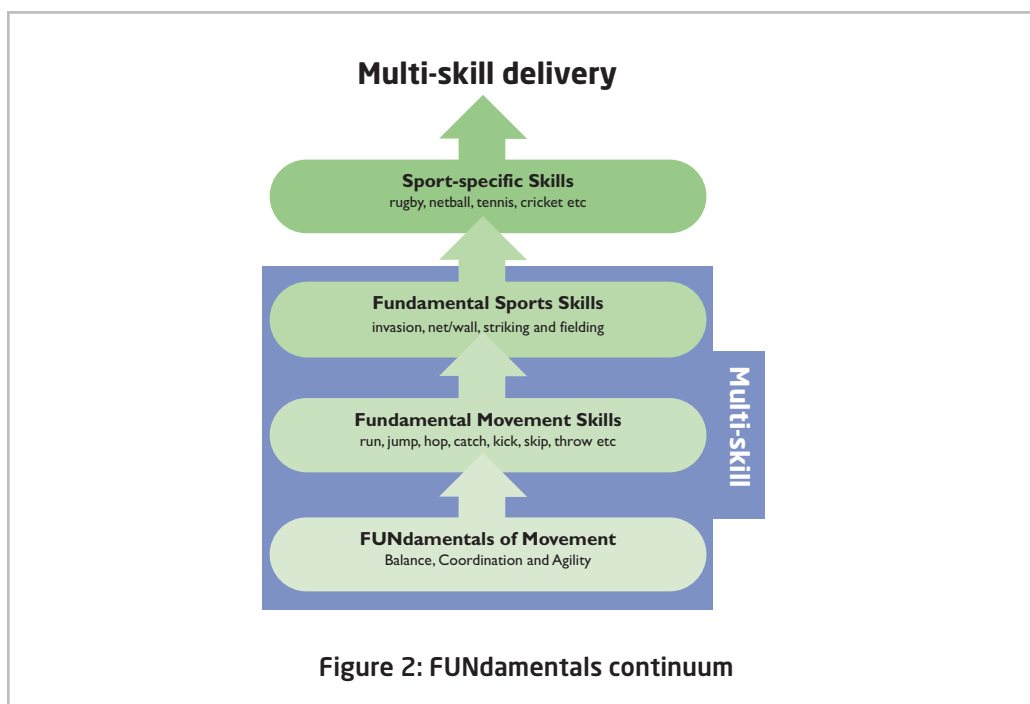 Multi-skill delivery
Sport-specific Skills
rugby, netball, tennis, cricket etc
Fundamental Sports Skills
invasion, net/wall, striking and fielding
Fundamental Movement Skills
run, jump, hop, catch, kick, skip, throw etc
Multi-skill
FUNdamentals of Movement
Balance, Coordination and Agility
Figure 2: FUNdamentals continuum